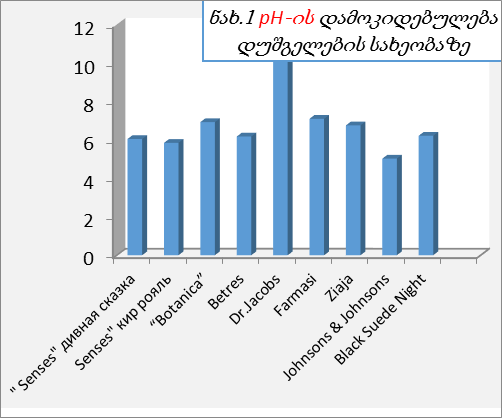 ნახ.1 pH-ის დამოკიდებულება
დუშგელების სახეობაზე
12
10
8
6
4
2
0
" Senses" дивная сказка
Senses" кир рояль
“Botanica”
Betres
Dr.Jacobs
Farmasi
Ziaja
Johnsons & Johnsons
Black Suede Night